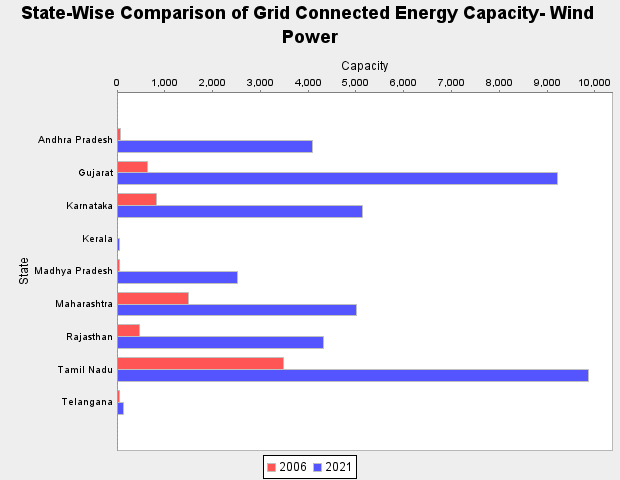 State-Wise Comparison of Grid Connected Energy Capacity- Wind
Power
Capacity
0 1,000 2,000 3,000 4,000 5,000 6,000 7,000 8,000 9,000 10,000
State
Andhra Pradesh
Gujarat
Karnataka
Kerala
Madhya Pradesh
Maharashtra
Rajasthan
Tamil Nadu
Telangana
2006 2021